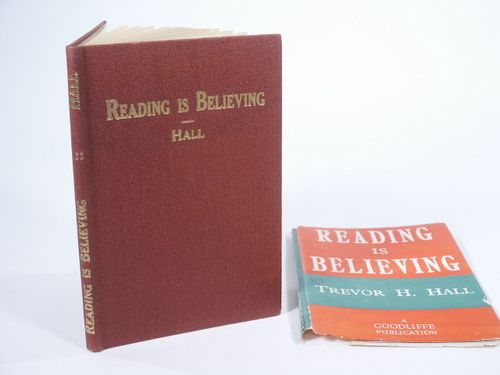 READING IS BELIEVING
HALL
HALL
READING IS BELIEVING
READING
IS
BELIEVING
TREVOR H. HALL
A
GOODLIFFE
PUBLICATION